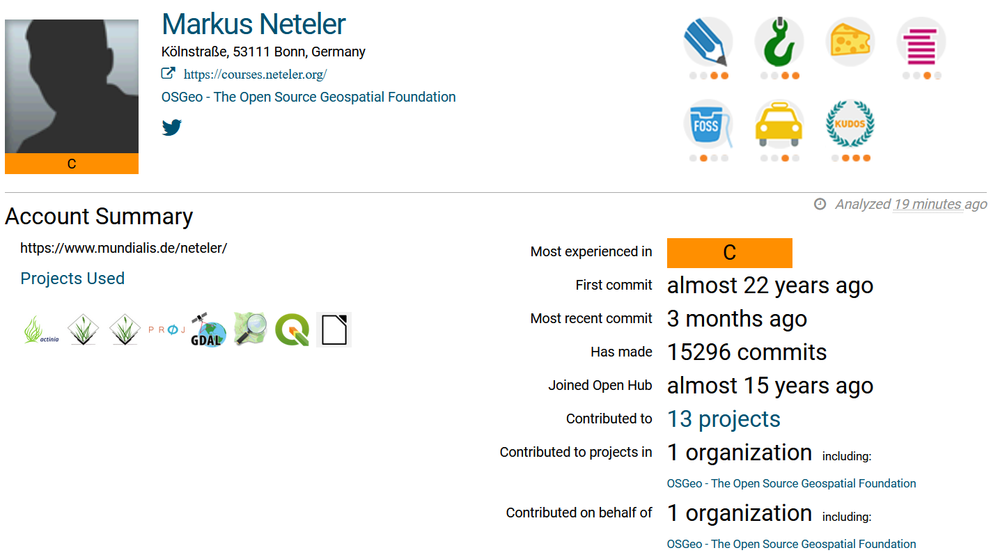 Markus Neteler
Kölnstraße, 53111 Bonn, Germany
https://courses.neteler.org/
OSGeo - The Open Source Geospatial Foundation
C
FOSS
KUDOS
Analyzed 19 minutes ago
Account Summary
https://www.mundialis.de/neteler/
Projects Used
actinia
PRØJ
GDAL
Most experienced in C
First commit almost 22 years ago
Most recent commit 3 months ago
Has made 15296 commits
Joined Open Hub almost 15 years ago
Contributed to 13 projects
Contributed to projects in 1 organization including:
OSGeo - The Open Source Geospatial Foundation
Contributed on behalf of 1 organization including:
OSGeo - The Open Source Geospatial Foundation